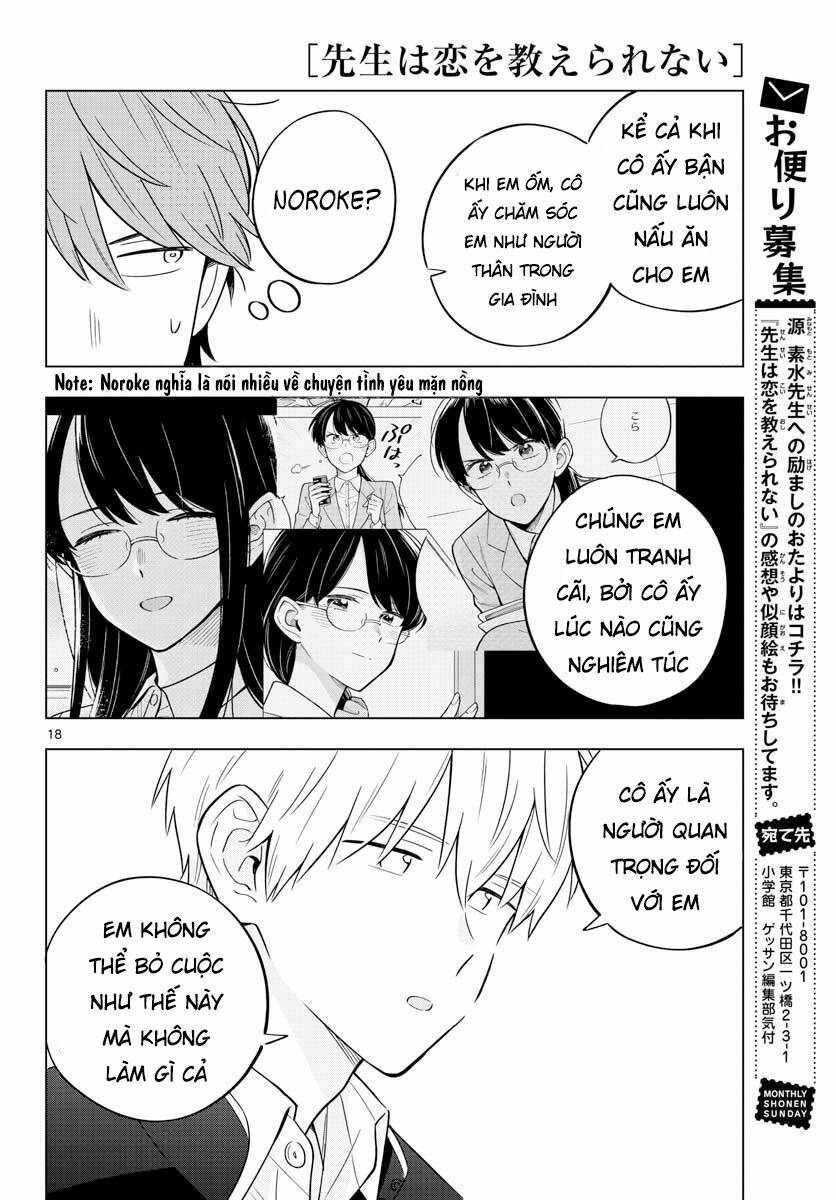 ［先生は恋を教えられない］
KỂ CẢ KHI
CÔ ẤY BẬN
CŨNG LUÔN
NẤU ĂN
CHO EM
KHI EM ỐM, CÔ
ẤY CHĂM SÓC
EM NHƯ NGƯỜI
THÂN TRONG
GIA ĐÌNH
NOROKE?
Note: Noroke nghĩa là nói nhiều về chuyện tình yêu mặn nồng
こら
ぷはっ
CHÚNG EM
LUÔN TRANH
CÃI, BỞI CÔ ẤY
LÚC NÀO CŨNG
NGHIÊM TÚC
18
CÔ ẤY LÀ
NGƯỜI QUAN
TRỌNG ĐỐI
VỚI EM
EM KHÔNG
THỂ BỎ CUỘC
NHƯ THẾ NÀY
MÀ KHÔNG
LÀM GÌ CẢ
お便り募集
源素水先生への励ましのおたよりはコチラ!!
『先生は恋を教えられない』の感想や似顔絵もお待ちしてます。
宛て先
〒101-8001
東京都千代田区一ツ橋2-3-1
小学館　ゲッサン編集部気付
MONTHLY
SHONEN
SUNDAY